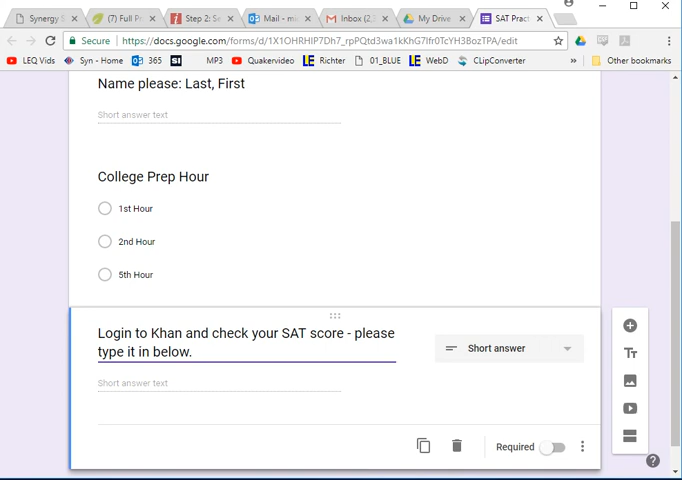 Synergy S
(7) Full P
Step 2: Se
Mail - mi
Inbox (2,
My Drive
SAT Pract
Secure
https://docs.google.com/forms/d/1X1OHRHIP7Dh7_rpPQtd3wa1kKhG7Ifr0TcYH3BozTPA/edit
LEQ Vids
Syn - Home
365
SI
MP3
Quakervideo
LE Richter
01_BLUE
LE WebD
CLipConverter
»
Other bookmarks
Name please: Last, First
Short answer text
College Prep Hour
1st Hour
2nd Hour
5th Hour
Login to Khan and check your SAT score - please
type it in below.
Short answer
Short answer text
Required